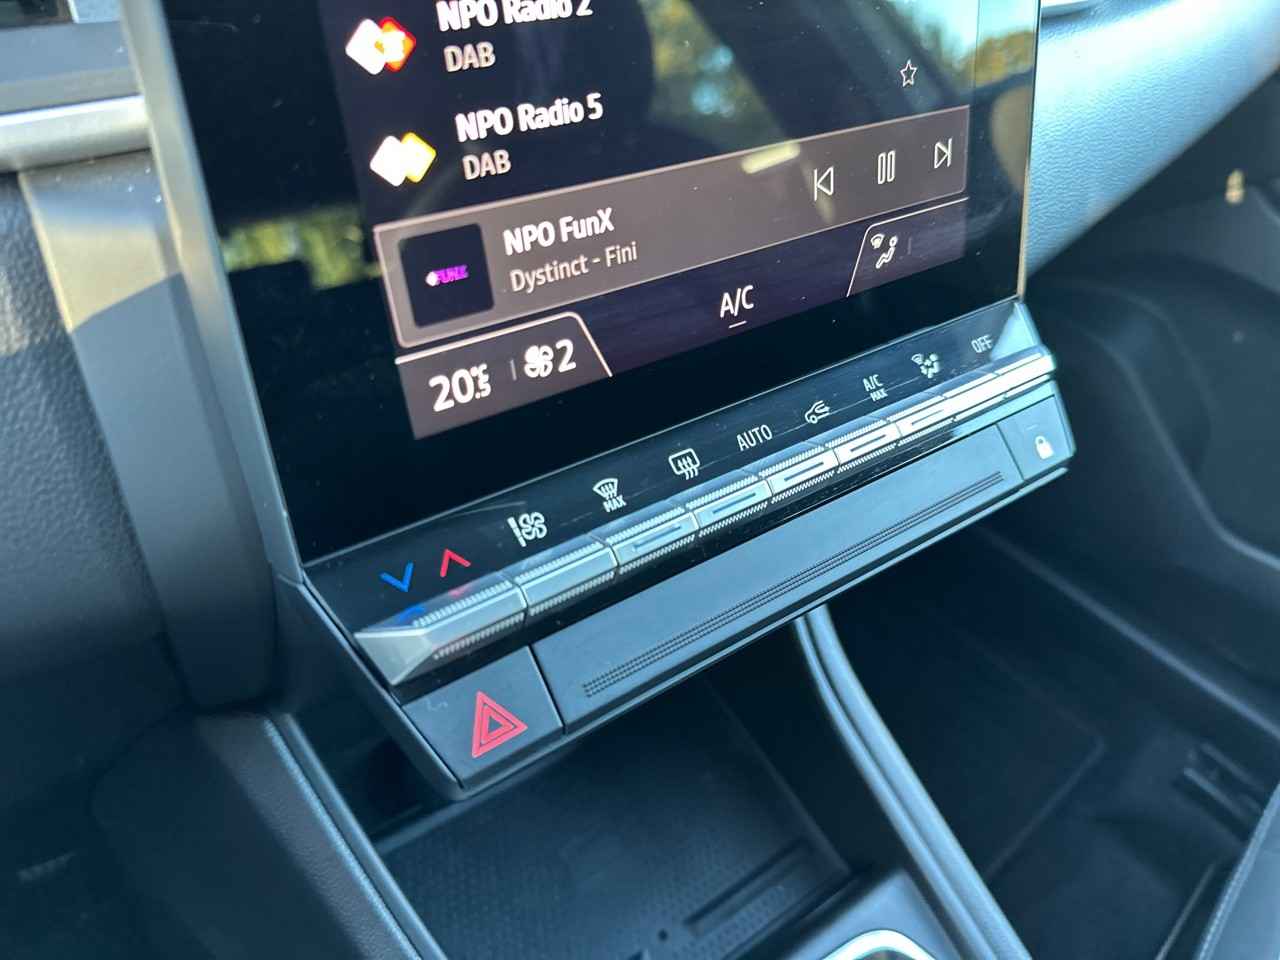 NPO Radio 2
DAB
NPO Radio 5
DAB
FUNX
NPO FunX
Dystinct - Fini
20.5°C
2
A/C
MAX
AUTO
A/C
MAX
OFF